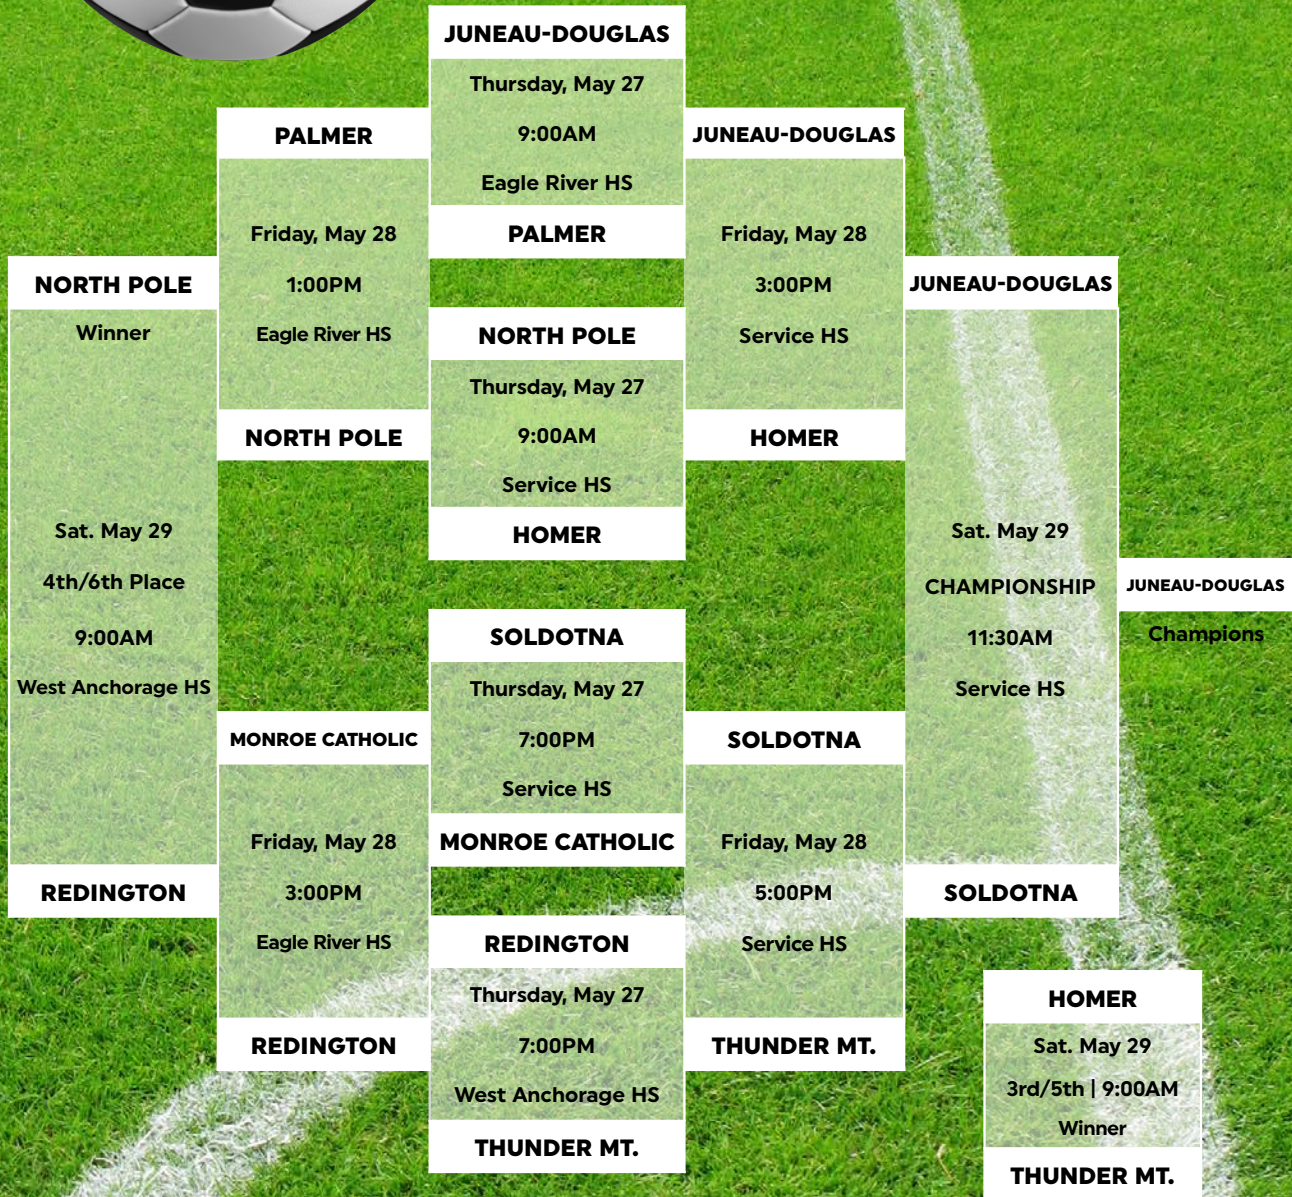 JUNEAU-DOUGLAS
Thursday, May 27
9:00AM
Eagle River HS
PALMER
PALMER
Friday, May 28
1:00PM
Eagle River HS
NORTH POLE
JUNEAU-DOUGLAS
Friday, May 28
3:00PM
Service HS
HOMER
NORTH POLE
Winner
Sat. May 29
4th/6th Place
9:00AM
West Anchorage HS
REDINGTON
NORTH POLE
Thursday, May 27
9:00AM
Service HS
HOMER
JUNEAU-DOUGLAS
Sat. May 29
CHAMPIONSHIP
11:30AM
Service HS
SOLDOTNA
JUNEAU-DOUGLAS
Champions
SOLDOTNA
Thursday, May 27
7:00PM
Service HS
MONROE CATHOLIC
MONROE CATHOLIC
Friday, May 28
3:00PM
Eagle River HS
REDINGTON
SOLDOTNA
Friday, May 28
5:00PM
Service HS
THUNDER MT.
REDINGTON
Thursday, May 27
7:00PM
West Anchorage HS
THUNDER MT.
HOMER
Sat. May 29
3rd/5th | 9:00AM
Winner
THUNDER MT.